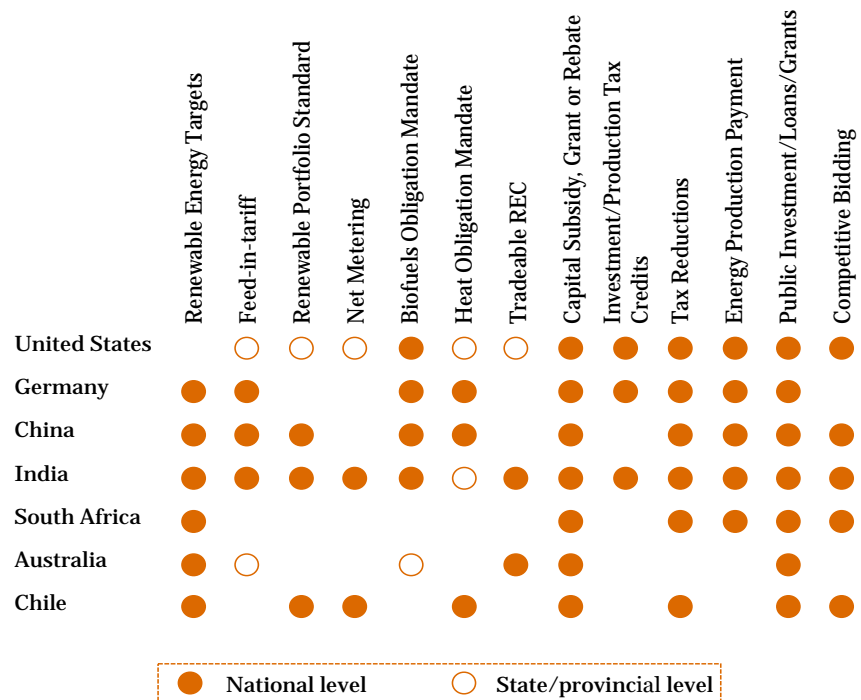 Renewable Energy Targets
Feed-in-tariff
Renewable Portfolio Standard
Net Metering
Biofuels Obligation Mandate
Heat Obligation Mandate
Tradeable REC
Capital Subsidy, Grant or Rebate
Investment/Production Tax
Credits
Tax Reductions
Energy Production Payment
Public Investment/Loans/Grants
Competitive Bidding
United States
Germany
China
India
South Africa
Australia
Chile
National level
State/provincial level